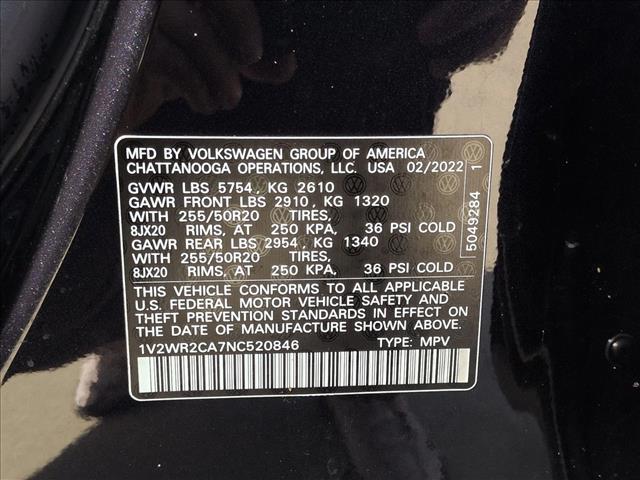 MFD BY VOLKSWAGEN GROUP OF AMERICA
CHATTANOOGA OPERATIONS, LLC. USA 02/2022
GVWR LBS 5754, KG 2610
GAWR FRONT LBS 2910, KG 1320
WITH 255/50R20 TIRES,
8JX20 RIMS, AT 250 KPA, 36 PSI COLD
GAWR REAR LBS 2954, KG 1340
WITH 255/50R20 TIRES,
8JX20 RIMS, AT 250 KPA, 36 PSI COLD
THIS VEHICLE CONFORMS TO ALL APPLICABLE
U.S. FEDERAL MOTOR VEHICLE SAFETY AND
THEFT PREVENTION STANDARDS IN EFFECT ON
THE DATE OF MANUFACTURE SHOWN ABOVE.
1V2WR2CA7NC520846 TYPE: MPV
5049284 1